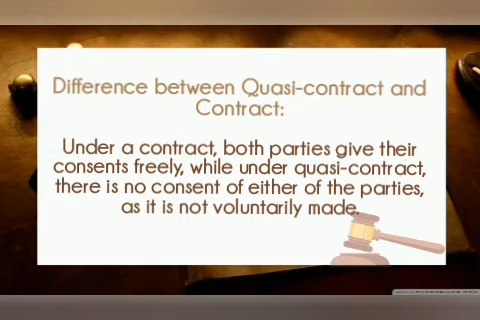 Difference between Quasi-contract and
Contract:
Under a contract, both parties give their
consents freely, while under quasi-contract,
there is no consent of either of the parties,
as it is not voluntarily made.